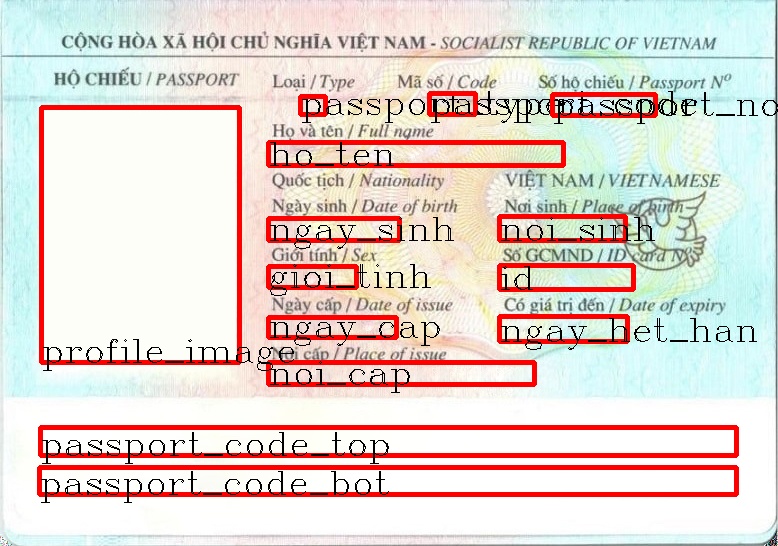 CỘNG HÒA XÃ HỘI CHỦ NGHĨA VIỆT NAM - SOCIALIST REPUBLIC OF VIETNAM
HỘ CHIẾU / PASSPORT Loại / Type Mã số / Code Số hộ chiếu / Passport Nº
passport_type passport_code passport_no
Họ và tên / Full name
ho_ten
Quốc tịch / Nationality VIỆT NAM / VIETNAMESE
Ngày sinh / Date of birth Nơi sinh / Place of birth
ngay_sinh noi_sinh
Giới tính / Sex Số GCMND / ID card Nº
gioi_tinh id
Ngày cấp / Date of issue Có giá trị đến / Date of expiry
ngay_cap ngay_het_han
profile_image Nơi cấp / Place of issue
noi_cap
passport_code_top
passport_code_bot